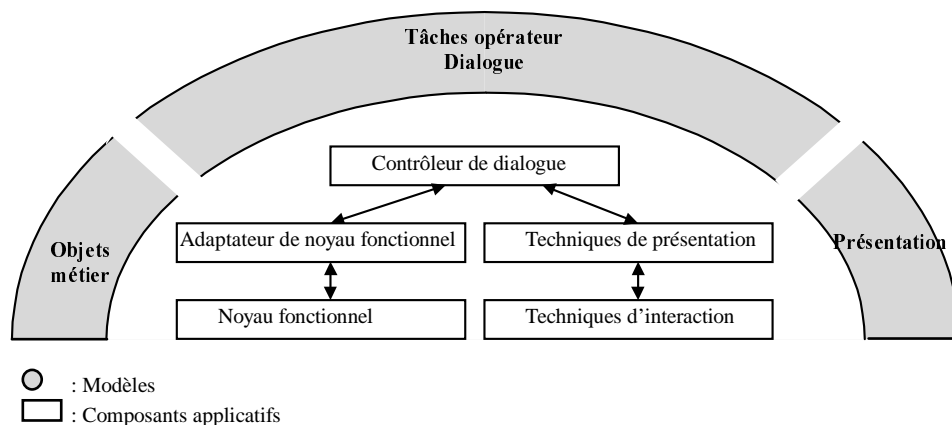 Tâches opérateur
Dialogue
Contrôleur de dialogue
Adaptateur de noyau fonctionnel
Techniques de présentation
Objets
métier
Présentation
Noyau fonctionnel
Techniques d'interaction
: Modèles
: Composants applicatifs